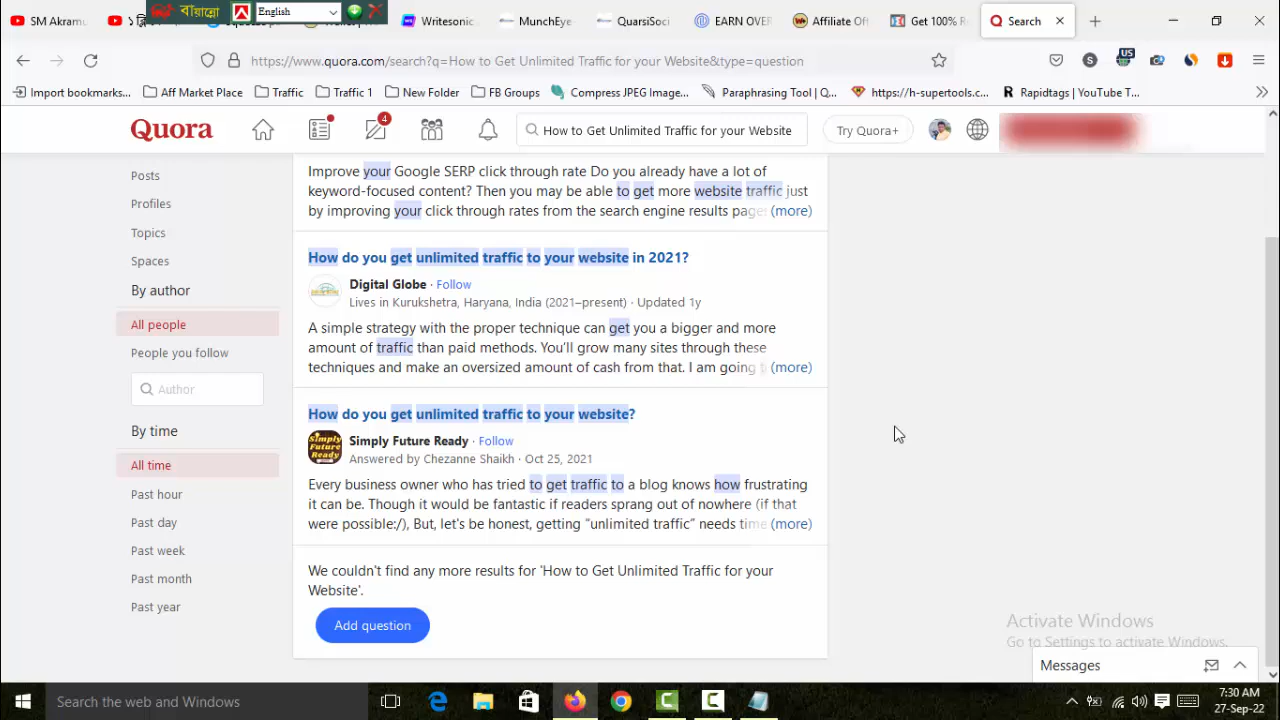 SM Akram
বায়ান্নো
English
Writesonic
MunchEye
Quora Soci
EARN OVER
Affiliate Of
Get 100% R
Search
https://www.quora.com/search?q=How to Get Unlimited Traffic for your Website&type=question
US
Import bookmarks...
Aff Market Place
Traffic
Traffic 1
New Folder
FB Groups
Compress JPEG Image...
Paraphrasing Tool | Q...
https://h-supertools.c...
Rapidtags | YouTube T...
Quora
4
How to Get Unlimited Traffic for your Website
Try Quora+
Posts
Profiles
Topics
Spaces
By author
All people
People you follow
Author
By time
All time
Past hour
Past day
Past week
Past month
Past year
Improve your Google SERP click through rate Do you already have a lot of
keyword-focused content? Then you may be able to get more website traffic just
by improving your click through rates from the search engine results pages (more)
How do you get unlimited traffic to your website in 2021?
Digital Globe · Follow
Lives in Kurukshetra, Haryana, India (2021–present) · Updated 1y
A simple strategy with the proper technique can get you a bigger and more
amount of traffic than paid methods. You'll grow many sites through these
techniques and make an oversized amount of cash from that. I am going (more)
How do you get unlimited traffic to your website?
Simply Future Ready · Follow
Answered by Chezanne Shaikh · Oct 25, 2021
Every business owner who has tried to get traffic to a blog knows how frustrating
it can be. Though it would be fantastic if readers sprang out of nowhere (if that
were possible:/), But, let's be honest, getting "unlimited traffic" needs time (more)
We couldn't find any more results for 'How to Get Unlimited Traffic for your
Website'.
Add question
Activate Windows
Go to Settings to activate Windows.
Messages
Search the web and Windows
7:30 AM
27-Sep-22